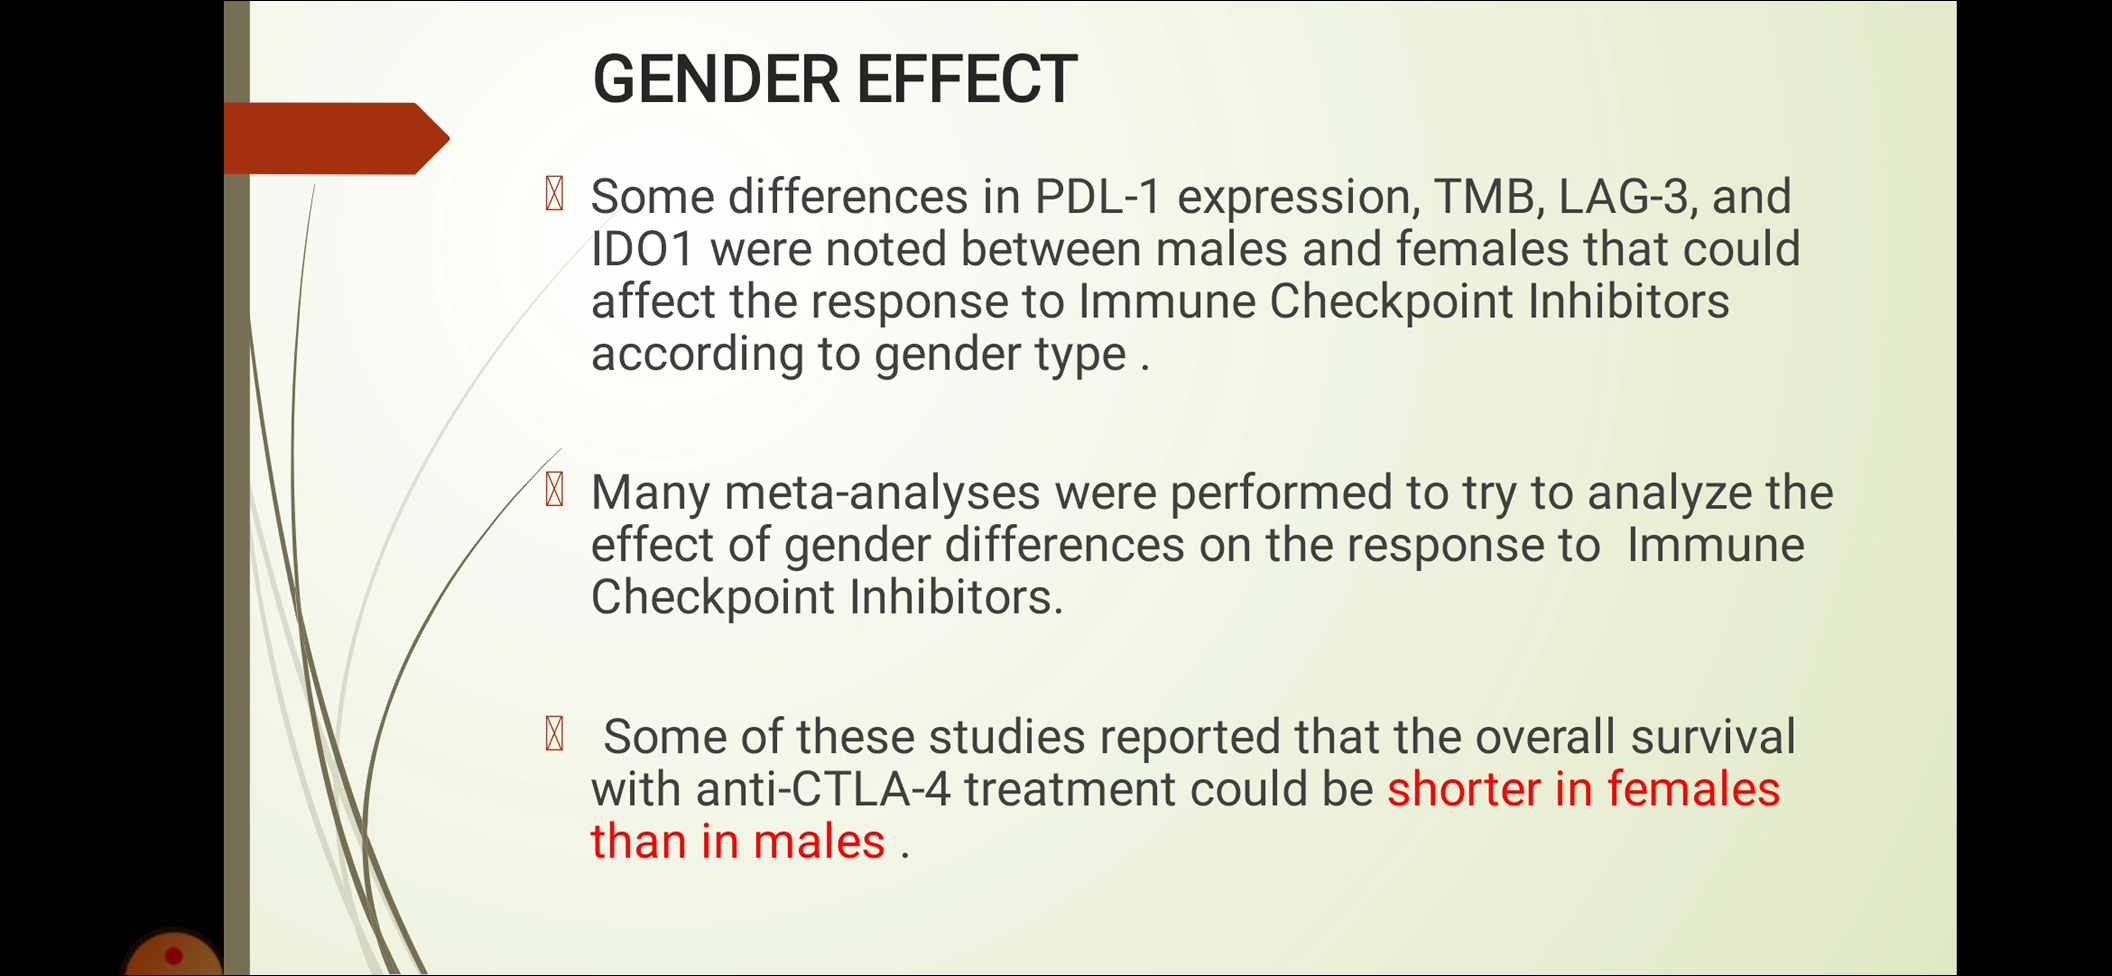 GENDER EFFECT
Some differences in PDL-1 expression, TMB, LAG-3, and
IDO1 were noted between males and females that could
affect the response to Immune Checkpoint Inhibitors
according to gender type .
Many meta-analyses were performed to try to analyze the
effect of gender differences on the response to  Immune
Checkpoint Inhibitors.
Some of these studies reported that the overall survival
with anti-CTLA-4 treatment could be shorter in females
than in males .